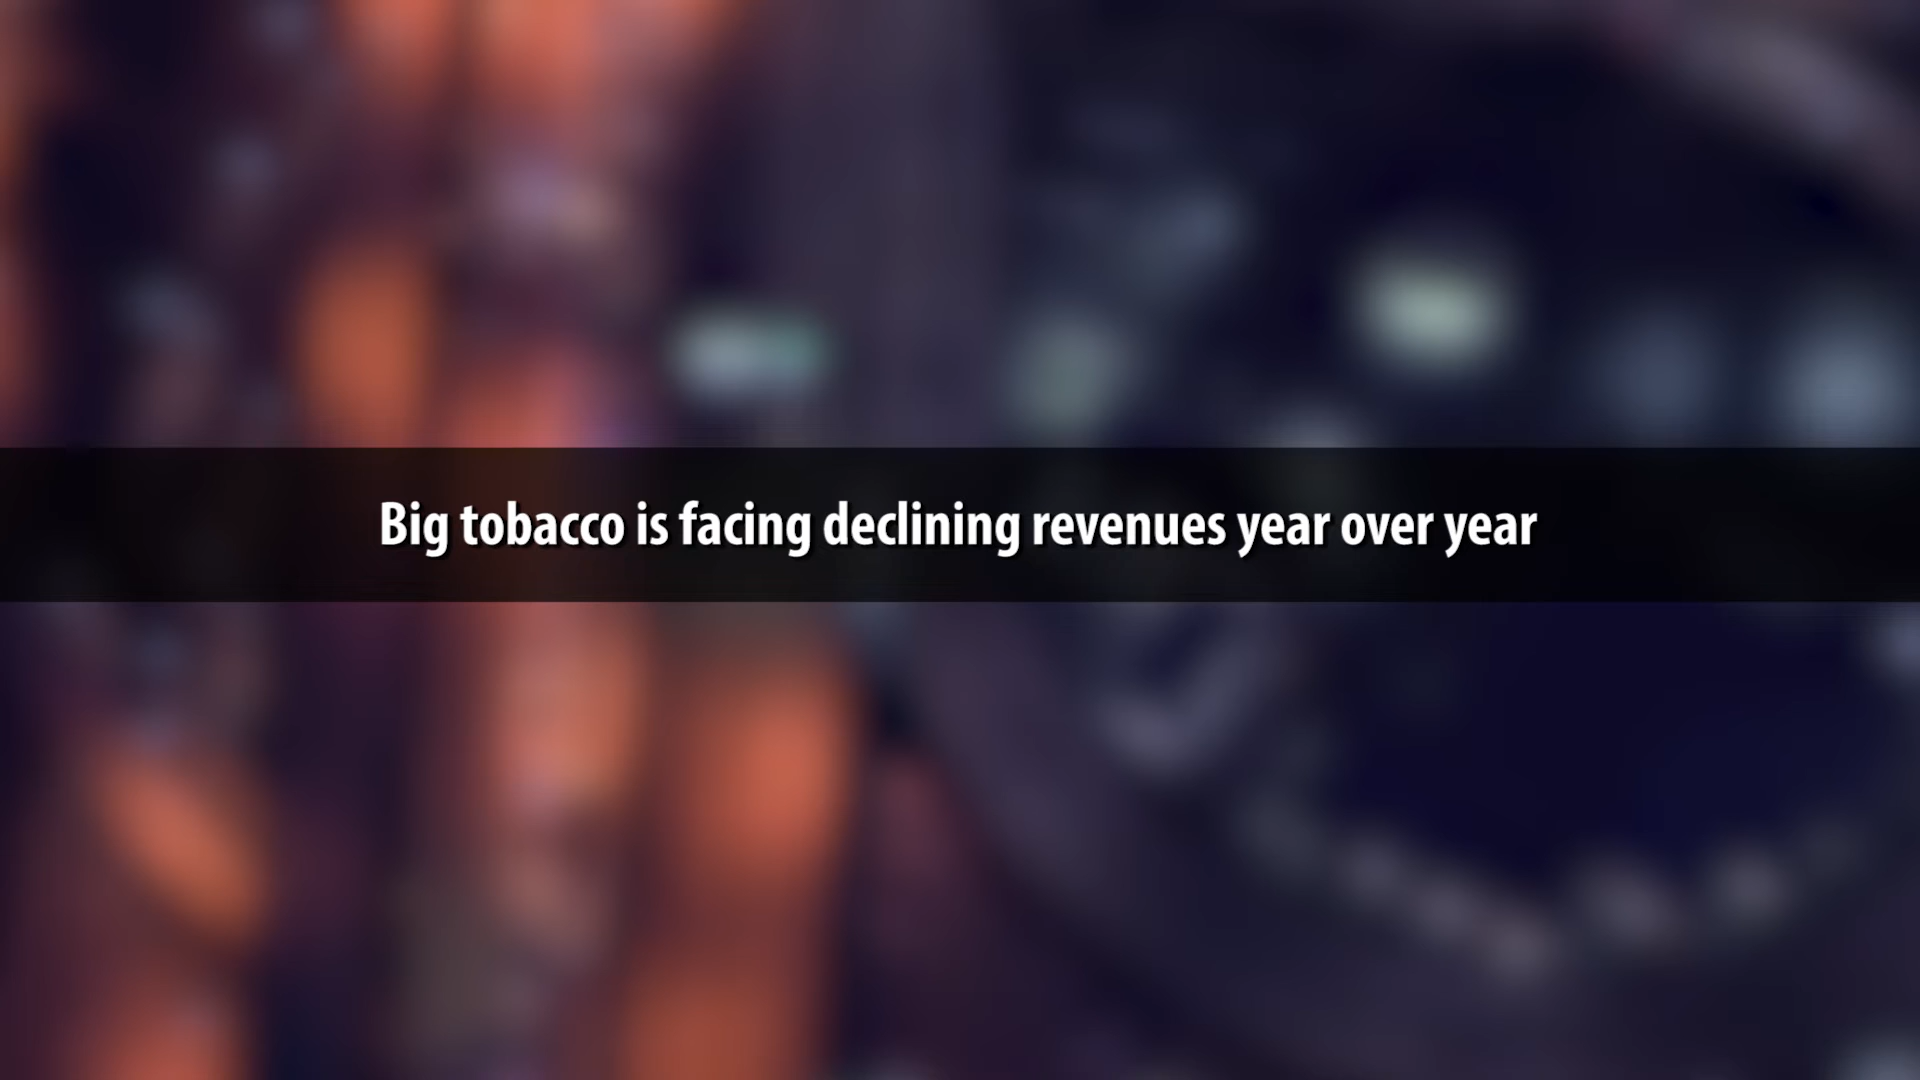 Big tobacco is facing declining revenues year over year